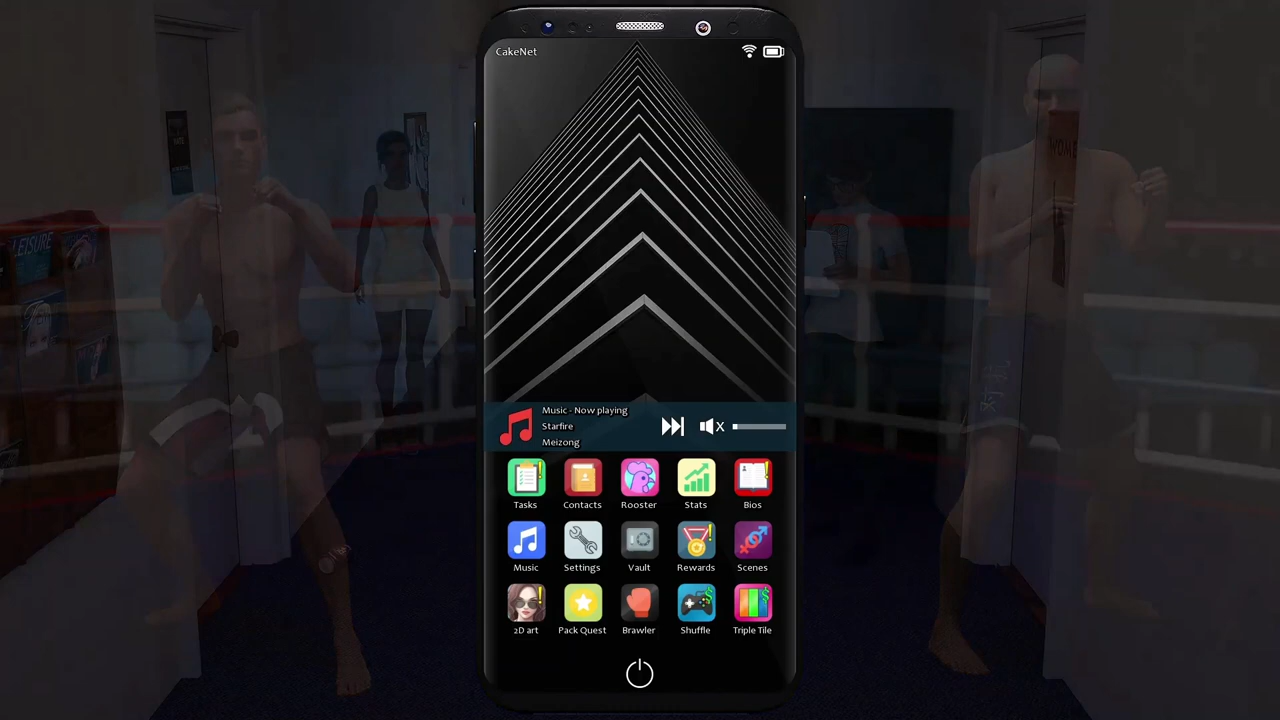 CakeNet
Music - Now playing
Starfire
Meizong
X
Tasks Contacts Rooster Stats Bios
Music Settings Vault Rewards Scenes
2D art Pack Quest Brawler Shuffle Triple Tile
LEISURE
WOMEN